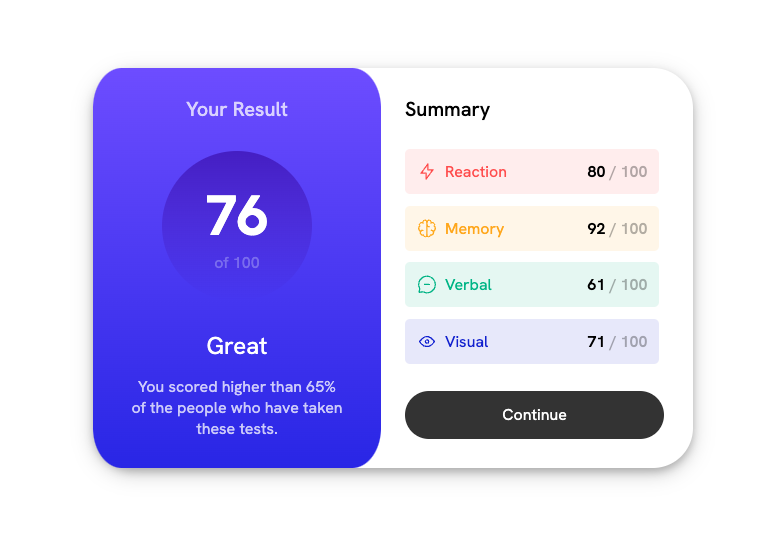 Your Result
76
of 100
Great
You scored higher than 65%
of the people who have taken
these tests.
Summary
Reaction 80 / 100
Memory 92 / 100
Verbal 61 / 100
Visual 71 / 100
Continue